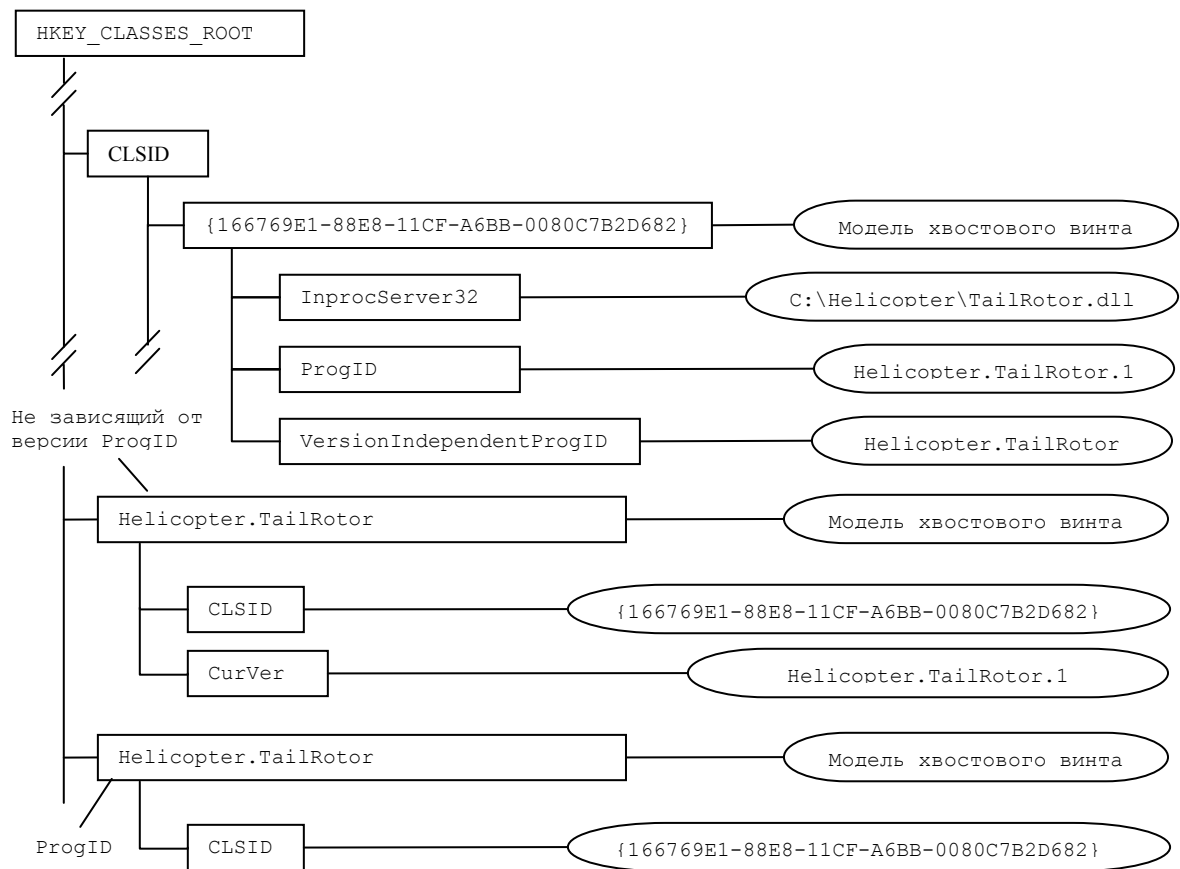 HKEY_CLASSES_ROOT
CLSID
{166769E1-88E8-11CF-A6BB-0080C7B2D682}
Модель хвостового винта
InprocServer32
C:\Helicopter\TailRotor.dll
ProgID
Helicopter.TailRotor.1
Не зависящий от
версии ProgID
VersionIndependentProgID
Helicopter.TailRotor
Helicopter.TailRotor
Модель хвостового винта
CLSID
{166769E1-88E8-11CF-A6BB-0080C7B2D682}
CurVer
Helicopter.TailRotor.1
Helicopter.TailRotor
Модель хвостового винта
ProgID
CLSID
{166769E1-88E8-11CF-A6BB-0080C7B2D682}